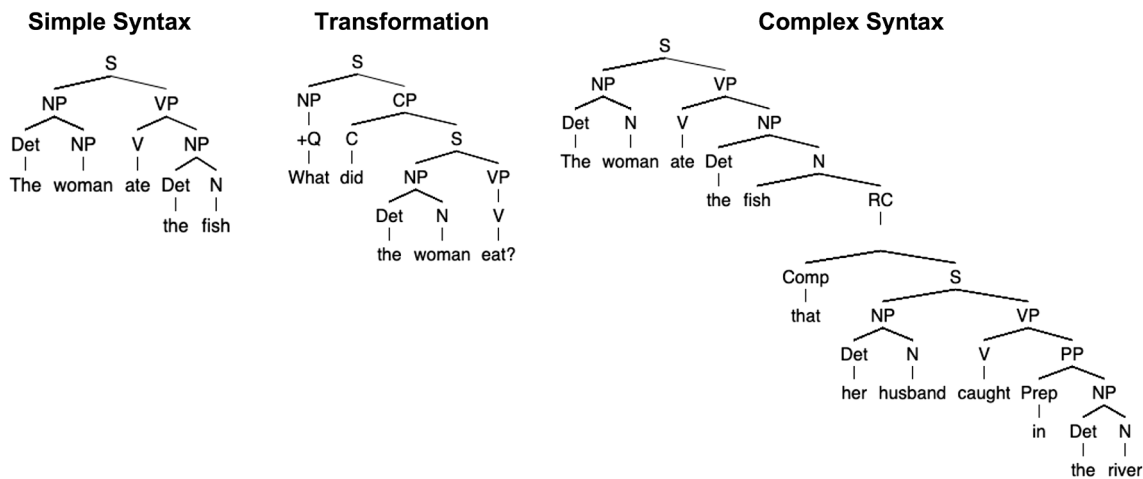 Simple Syntax
S
NP VP
Det NP V NP
The woman ate Det N
the fish
Transformation
S
NP CP
+Q C S
What did NP VP
Det N V
the woman eat?
Complex Syntax
S
NP VP
Det N V NP
The woman ate Det N
the fish RC
Comp S
that NP VP
Det N V PP
her husband caught Prep NP
in Det N
the river